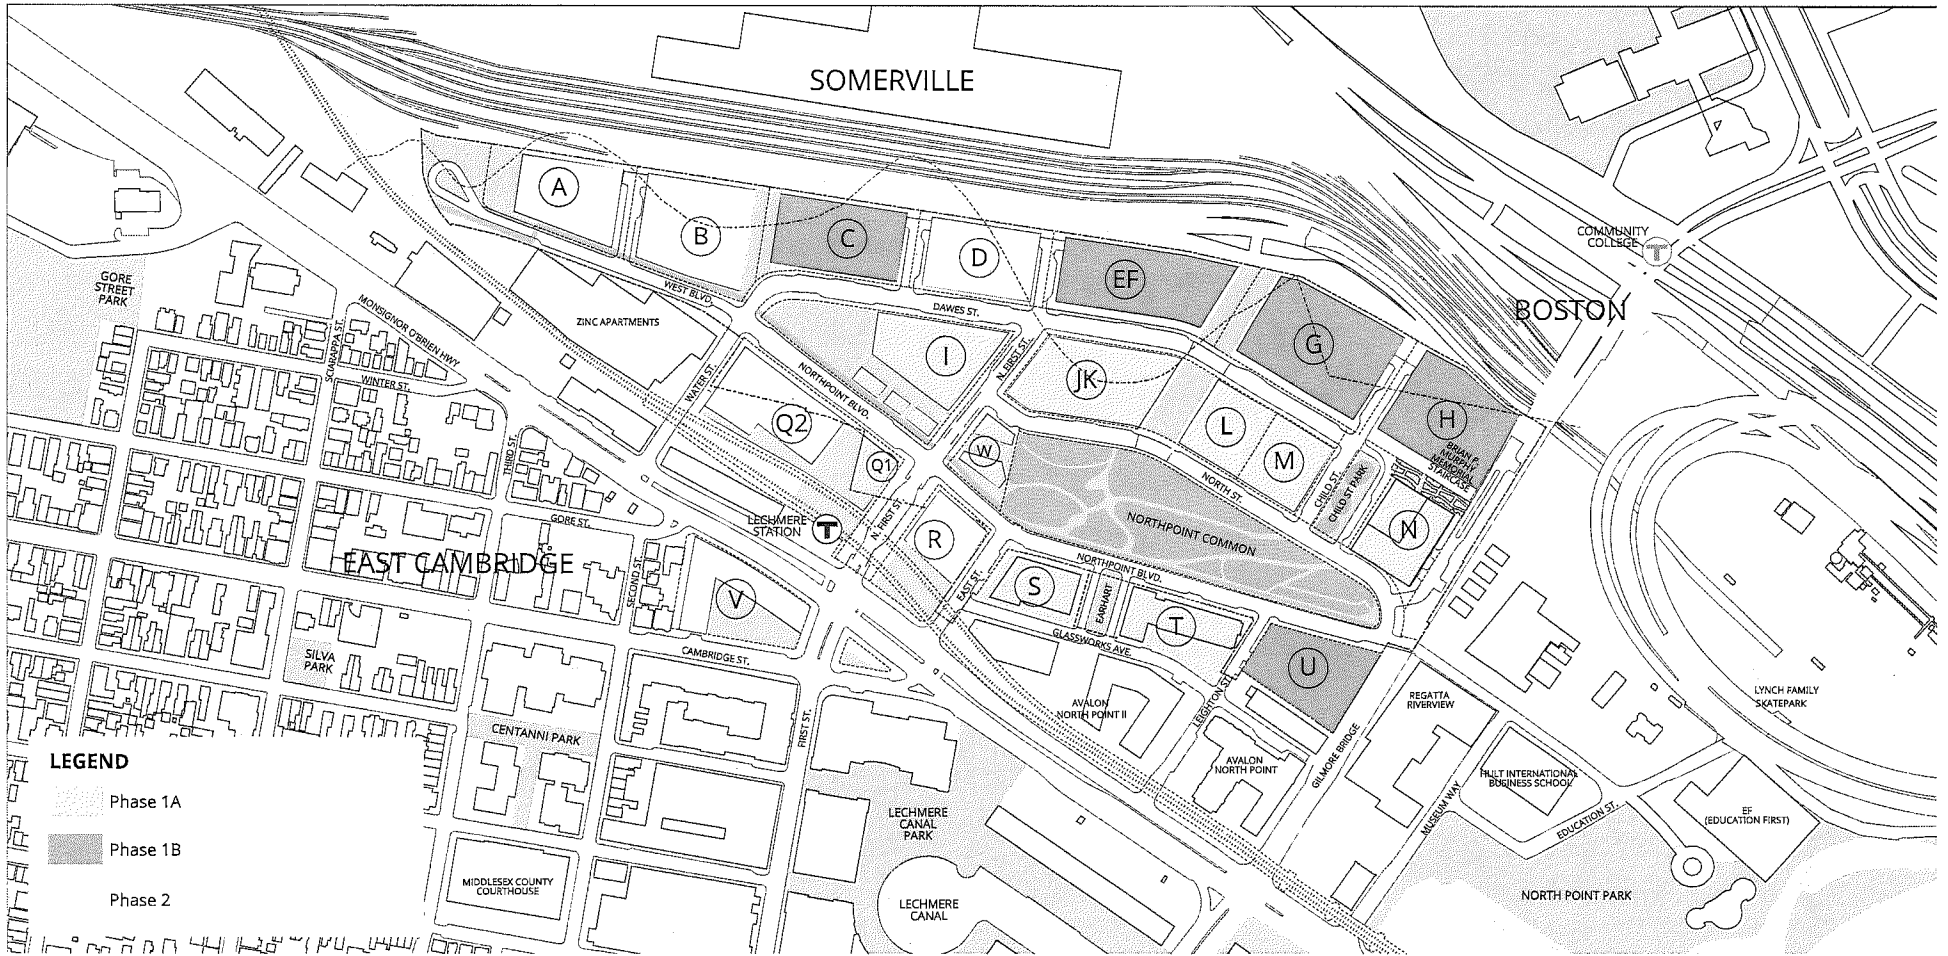 SOMERVILLE
COMMUNITY
COLLEGE
T
BOSTON
A
B
C
D
EF
G
H
GORE
STREET
PARK
SCIARAPPA ST.
MONSIGNOR O'BRIEN HWY
WINTER ST.
ZINC APARTMENTS
WEST BLVD.
DAWES ST.
WATER ST.
NORTHPOINT BLVD.
I
N. FIRST ST.
JK
L
M
BRIAN P.
MURPHY
MEMORIAL
STAIRCASE
Q2
Q1
W
THIRD ST.
NORTH ST.
CHILD ST.
CHILD ST PARK
N
GORE ST.
LECHMERE
STATION
T
N. FIRST ST
R
NORTHPOINT COMMON
EAST CAMBRIDGE
SECOND ST.
V
EAST ST.
S
EARHART
NORTHPOINT BLVD.
T
GLASSWORKS AVE.
U
SILVA
PARK
CAMBRIDGE ST.
FIRST ST.
AVALON
NORTH POINT II
LEIGHTON ST.
AVALON
NORTH POINT
GILMORE BRIDGE
REGATTA
RIVERVIEW
LYNCH FAMILY
SKATEPARK
CENTANNI PARK
HULT INTERNATIONAL
BUSINESS SCHOOL
MUSEUM WAY
EDUCATION ST.
EF
(EDUCATION FIRST)
LECHMERE
CANAL
PARK
MIDDLESEX COUNTY
COURTHOUSE
LECHMERE
CANAL
NORTH POINT PARK
LEGEND
Phase 1A
Phase 1B
Phase 2